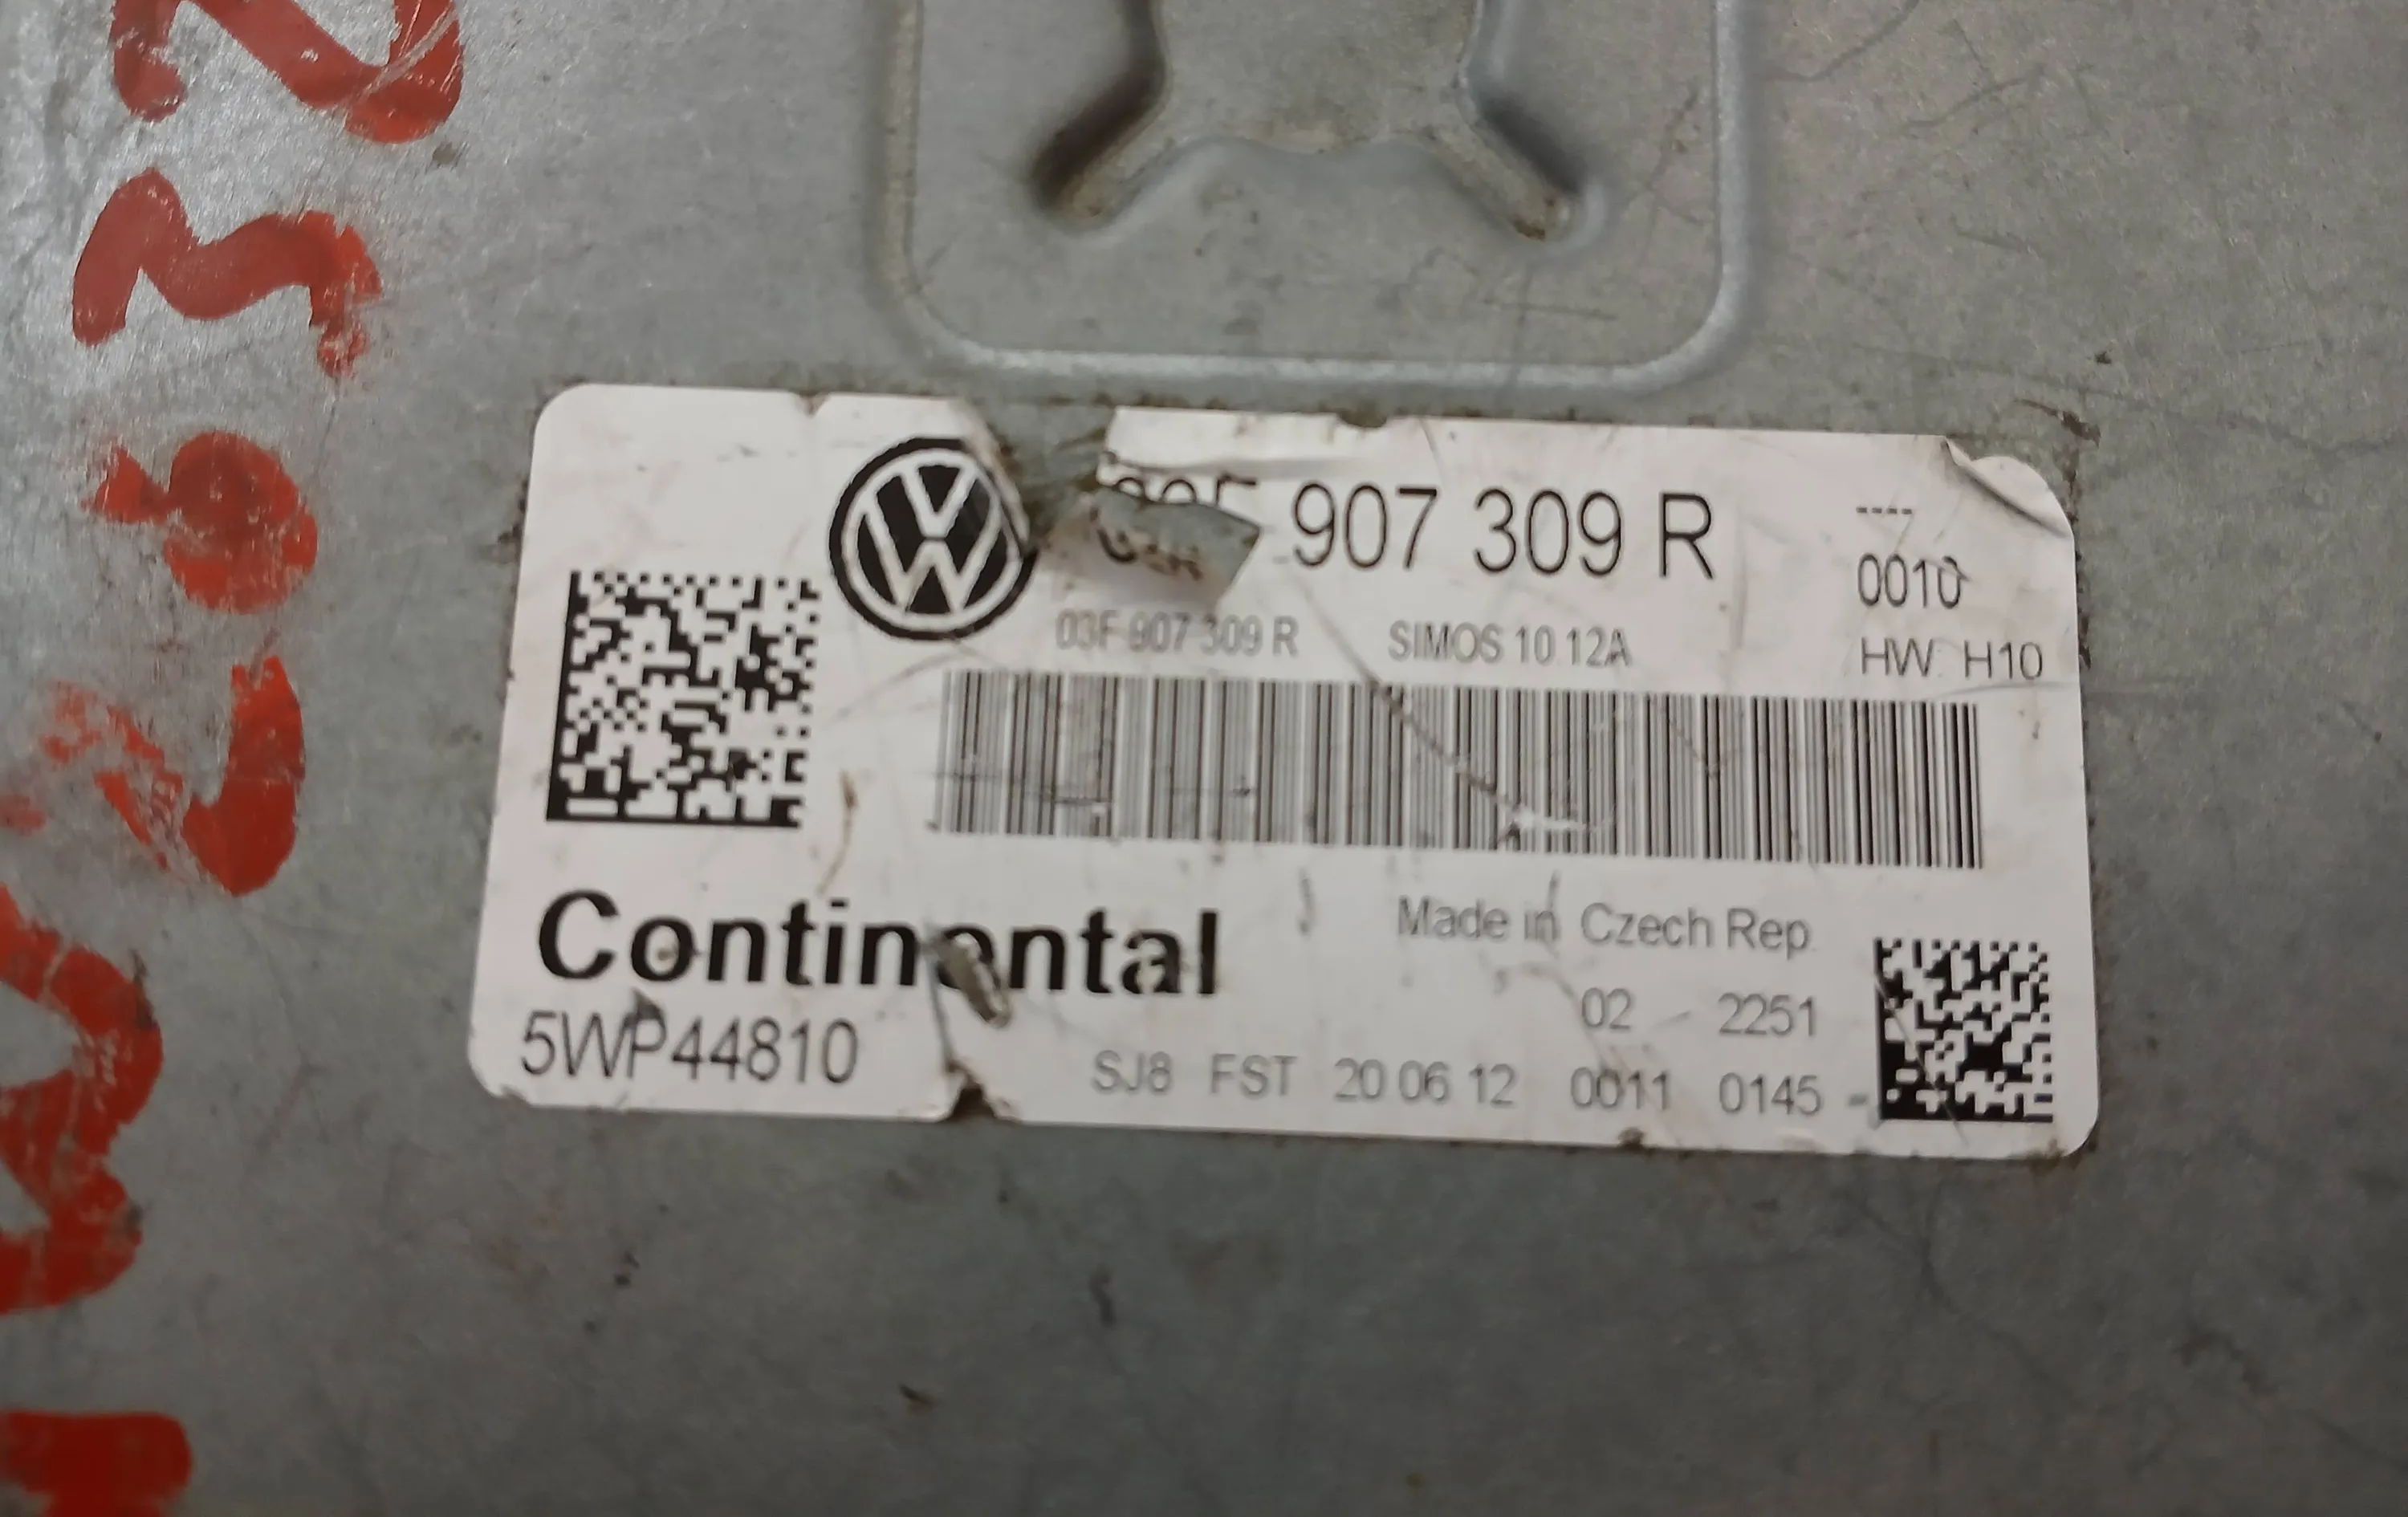 907 309 R
----
0010
03F 907 309 R SIMOS 10 12A HW H10
Continental
Made in Czech Rep
5WP44810
02 - 2251
SJ8 FST 20 06 12 0011 0145 -